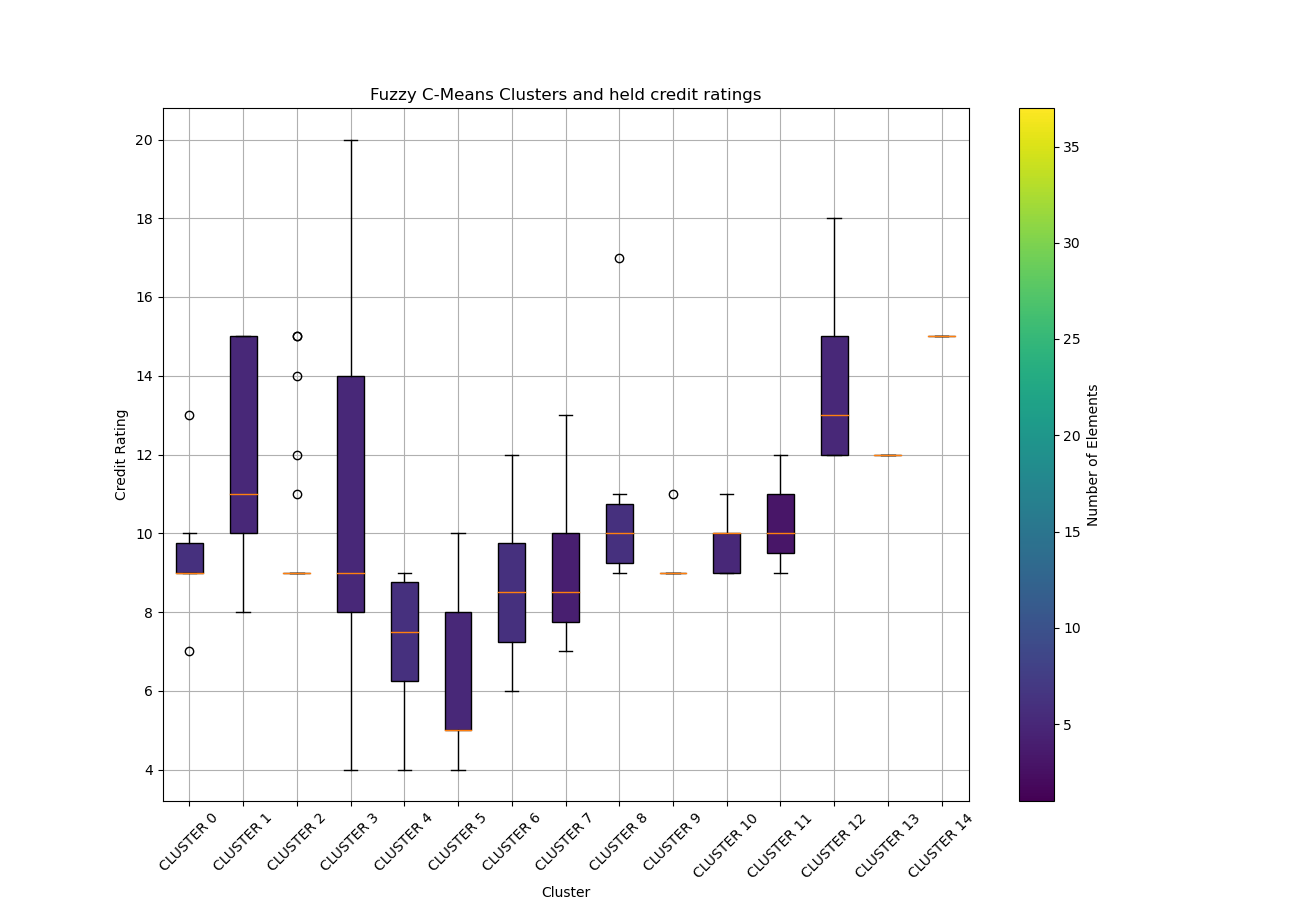 Fuzzy C-Means Clusters and held credit ratings
20
18
16
14
12
10
8
6
4
Credit Rating
CLUSTER 0
CLUSTER 1
CLUSTER 2
CLUSTER 3
CLUSTER 4
CLUSTER 5
CLUSTER 6
CLUSTER 7
CLUSTER 8
CLUSTER 9
CLUSTER 10
CLUSTER 11
CLUSTER 12
CLUSTER 13
CLUSTER 14
Cluster
35
30
25
20
15
10
5
Number of Elements